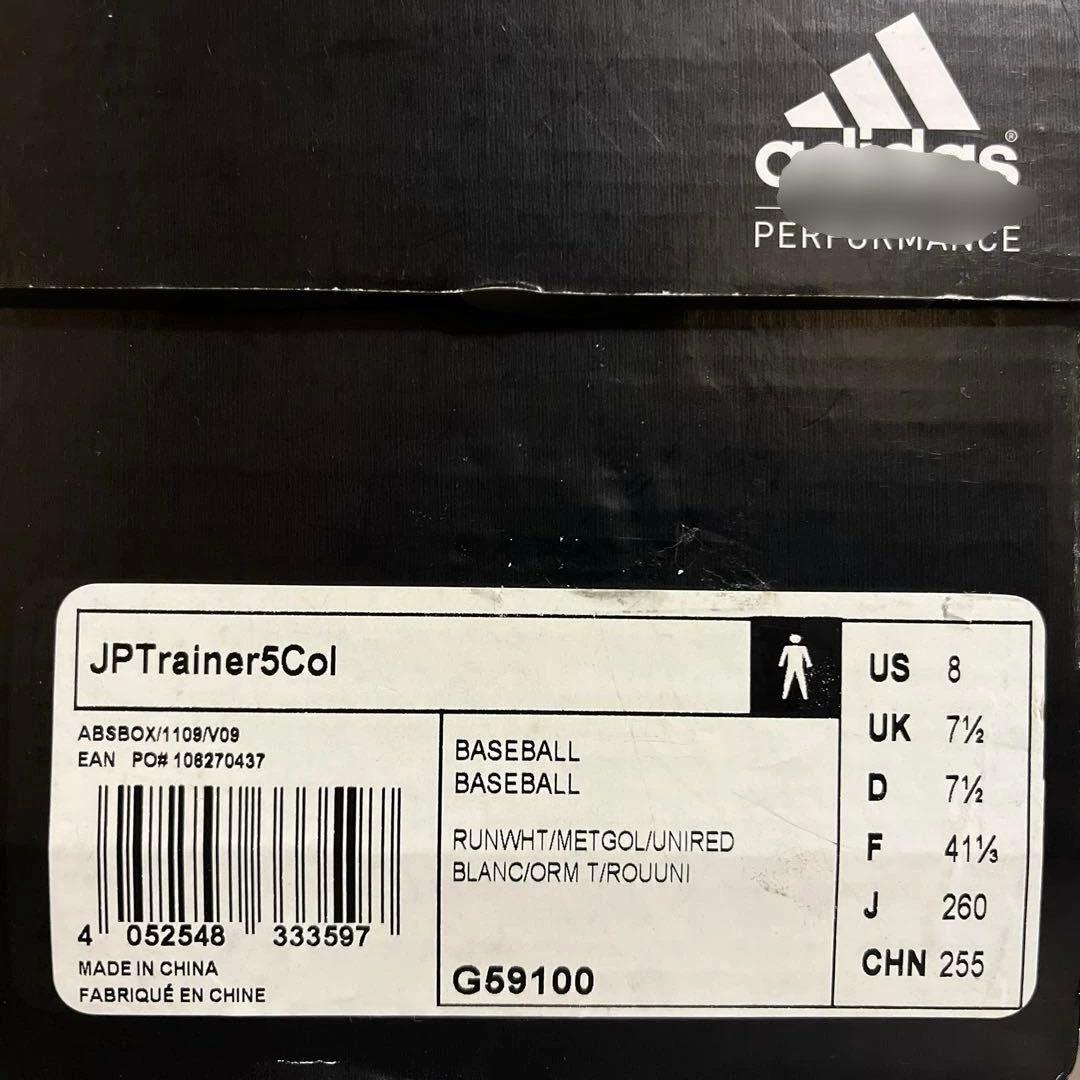 adidas®
PERFORMANCE
JPTrainer5Col
ABSBOX/1109/V09
EAN PO# 108270437
4 052548 333597
MADE IN CHINA
FABRIQUÉ EN CHINE
BASEBALL
BASEBALL
RUNWHT/METGOL/UNIRED
BLANC/ORM T/ROUUNI
G59100
US 8
UK 7½
D 7½
F 41⅓
J 260
CHN 255